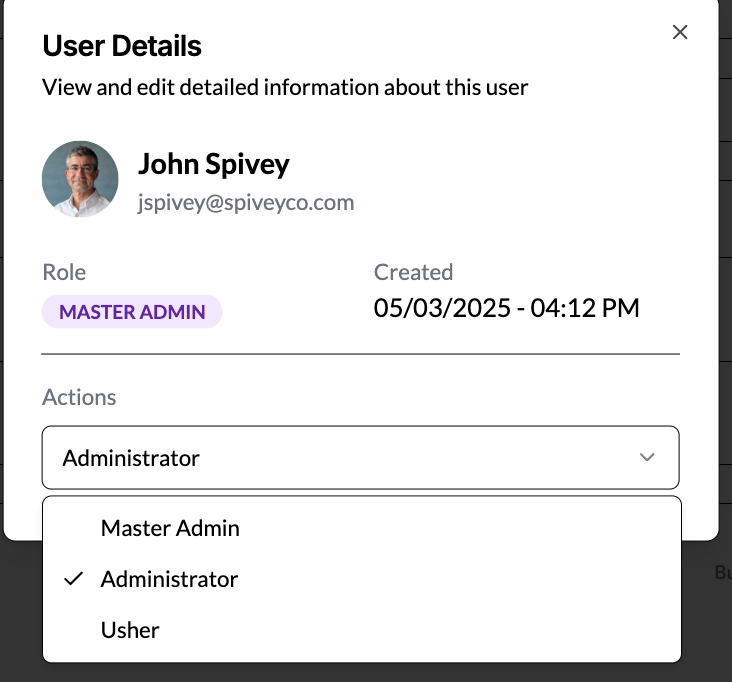 User Details
View and edit detailed information about this user
John Spivey
jspivey@spiveyco.com
Role
Created
MASTER ADMIN
05/03/2025 - 04:12 PM
Actions
Administrator
Master Admin
Administrator
Usher